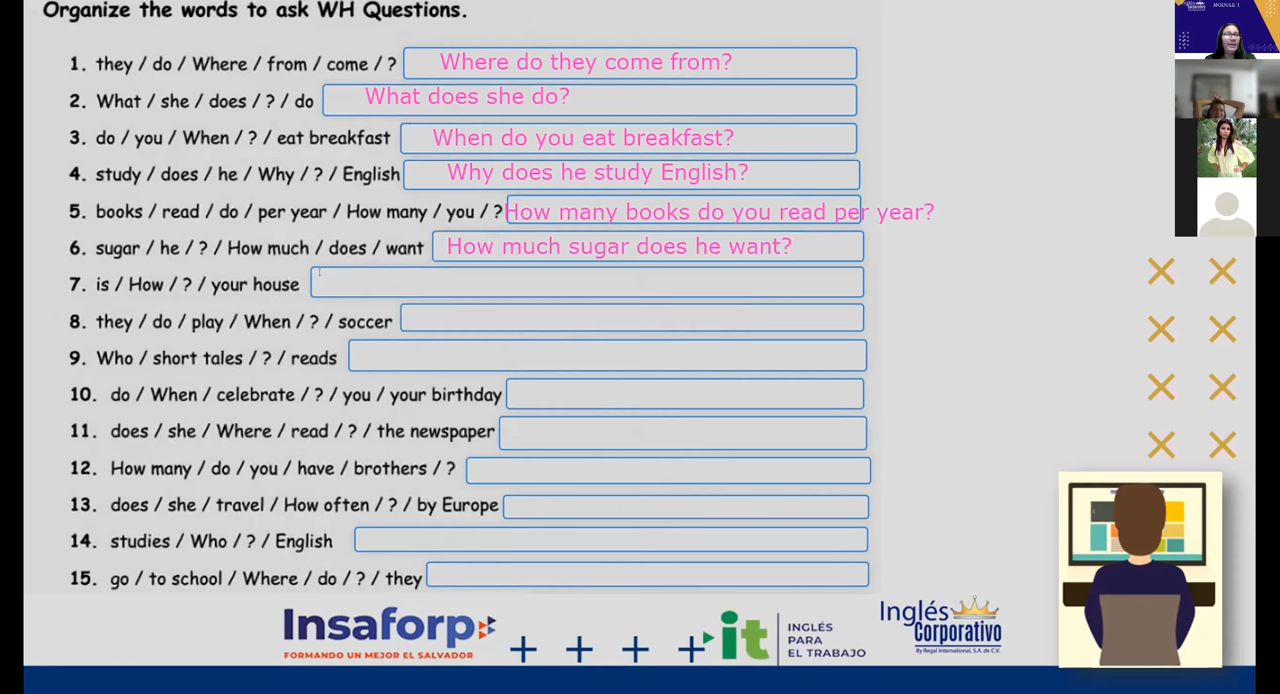 Organize the words to ask WH Questions.
1. they / do / Where / from / come / ? Where do they come from?
2. What / she / does / ? / do What does she do?
3. do / you / When / ? / eat breakfast When do you eat breakfast?
4. study / does / he / Why / ? / English Why does he study English?
5. books / read / do / per year / How many / you / ? How many books do you read per year?
6. sugar / he / ? / How much / does / want How much sugar does he want?
7. is / How / ? / your house
8. they / do / play / When / ? / soccer
9. Who / short tales / ? / reads
10. do / When / celebrate / ? / you / your birthday
11. does / she / Where / read / ? / the newspaper
12. How many / do / you / have / brothers / ?
13. does / she / travel / How often / ? / by Europe
14. studies / Who / ? / English
15. go / to school / Where / do / ? / they
Insaforp
FORMANDO UN MEJOR EL SALVADOR
it
INGLÉS
PARA
EL TRABAJO
Inglés
Corporativo
By Regal International, S.A. de C.V.
MODULE 1